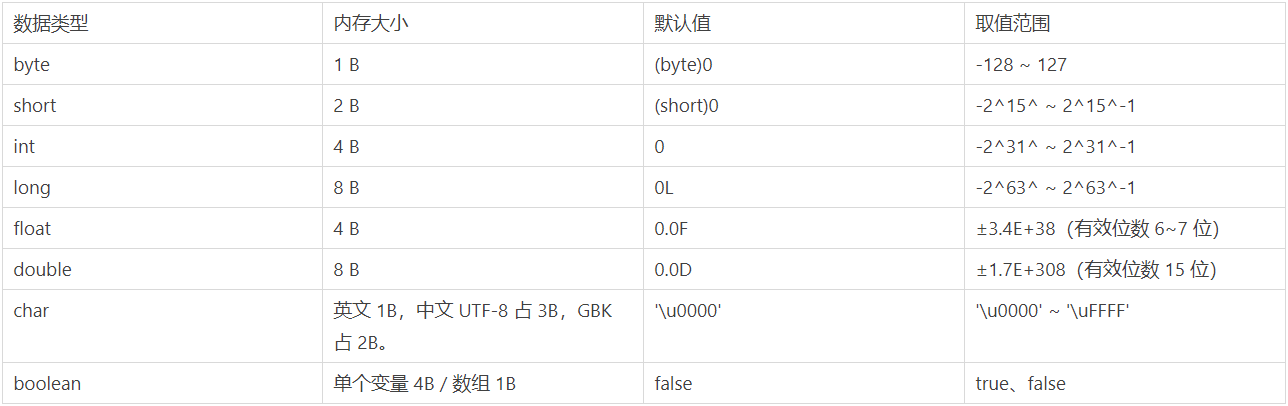 数据类型 内存大小 默认值 取值范围
byte 1 B (byte)0 -128 ~ 127
short 2 B (short)0 -2^15^ ~ 2^15^-1
int 4 B 0 -2^31^ ~ 2^31^-1
long 8 B 0L -2^63^ ~ 2^63^-1
float 4 B 0.0F ±3.4E+38（有效位数 6~7 位）
double 8 B 0.0D ±1.7E+308（有效位数 15 位）
char 英文 1B，中文 UTF-8 占 3B，GBK '\u0000' '\u0000' ~ '\uFFFF'
占 2B。
boolean 单个变量 4B / 数组 1B false true、false